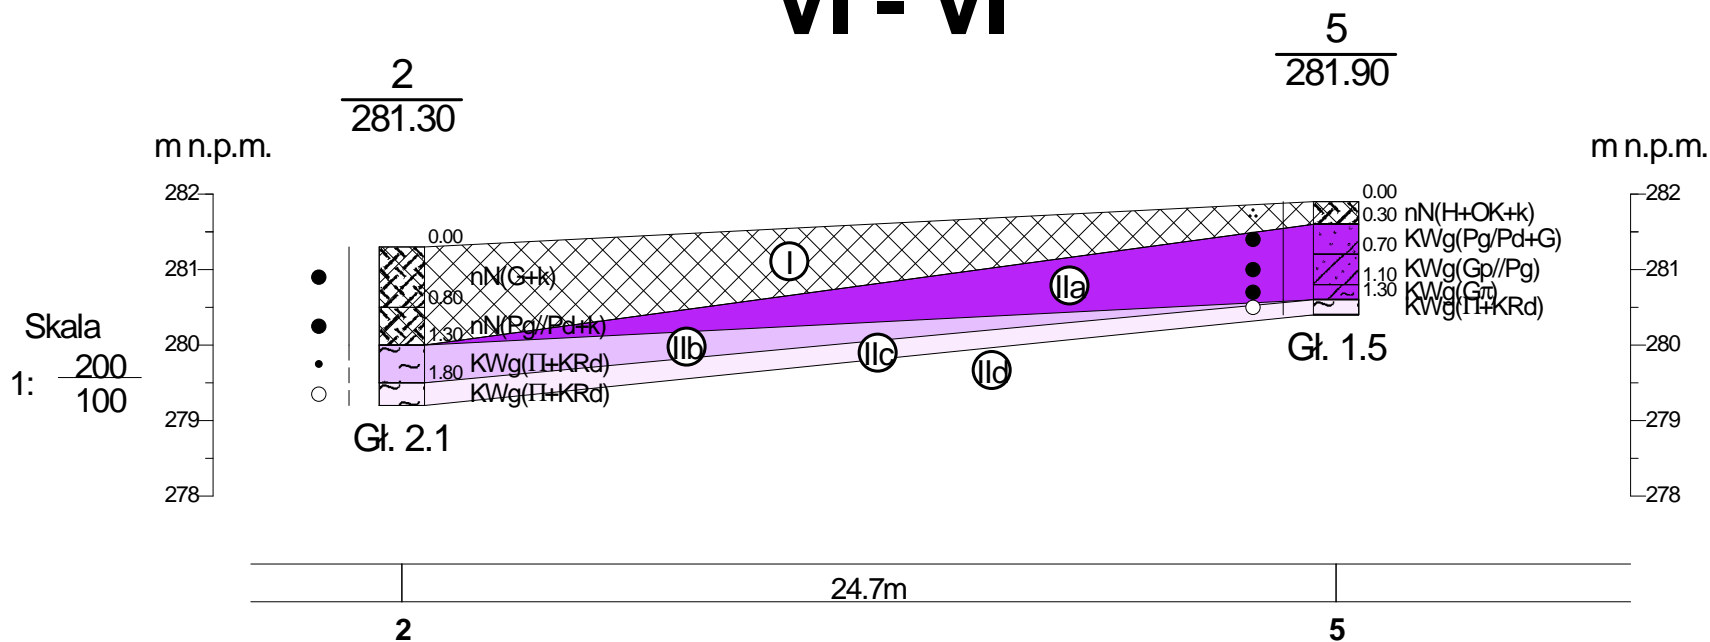 VI - VI
2
281.30
5
281.90
m n.p.m.
m n.p.m.
282
281
280
279
278
282
281
280
279
278
Skala
1: 200
100
0.00
nN(G+k)
0.80
nN(Pg//Pd+k)
1.30
KWg(Π+KRd)
1.80
KWg(Π+KRd)
Gł. 2.1
I
IIa
IIb
IIc
IId
0.00
0.30 nN(H+OK+k)
KWg(Pg/Pd+G)
0.70
KWg(Gp//Pg)
1.10
KWg(Gπ)
1.30
KWg(Π+KRd)
Gł. 1.5
24.7m
2
5